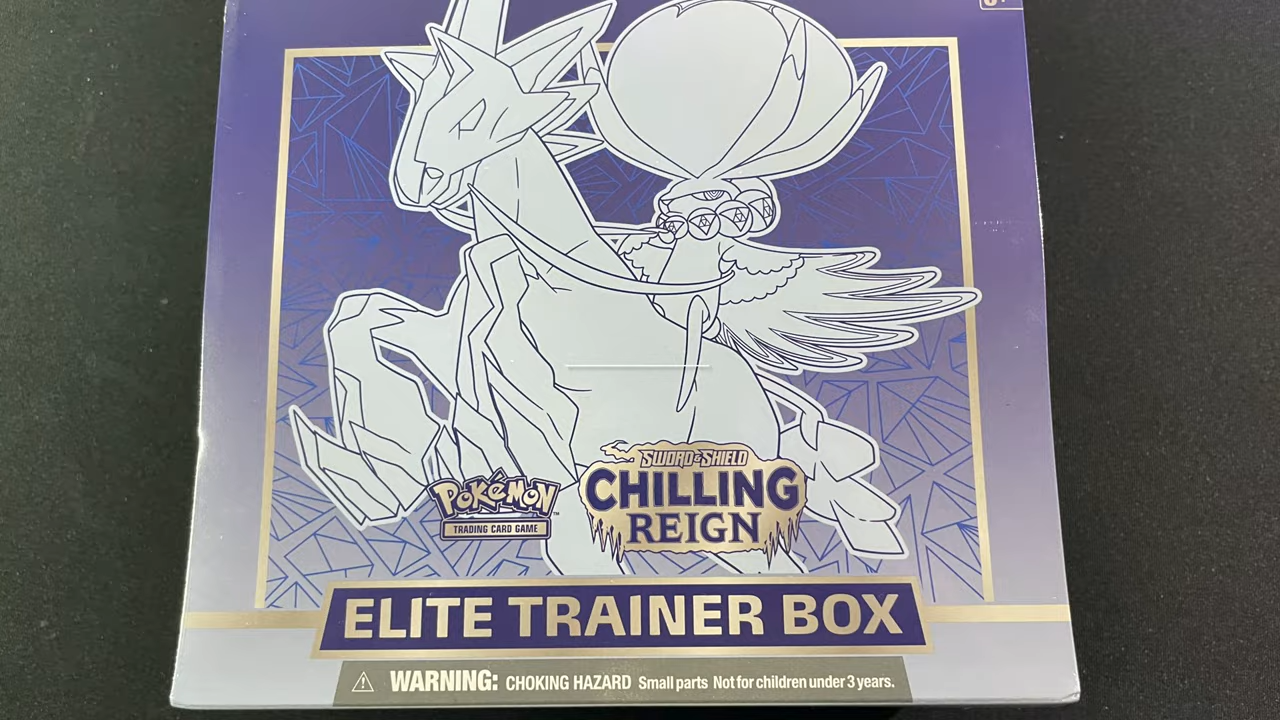 SWORD & SHIELD
CHILLING
REIGN
POKéMON™
TRADING CARD GAME
ELITE TRAINER BOX
⚠ WARNING: CHOKING HAZARD Small parts Not for children under 3 years.